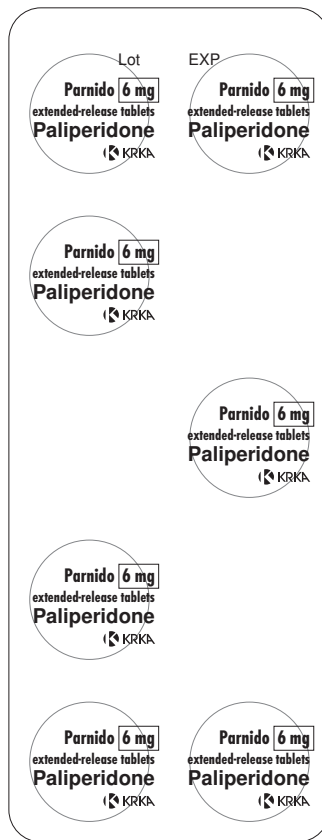 Lot EXP
Parnido 6 mg
extended-release tablets
Paliperidone
KRKA
Parnido 6 mg
extended-release tablets
Paliperidone
KRKA
Parnido 6 mg
extended-release tablets
Paliperidone
KRKA
Parnido 6 mg
extended-release tablets
Paliperidone
KRKA
Parnido 6 mg
extended-release tablets
Paliperidone
KRKA
Parnido 6 mg
extended-release tablets
Paliperidone
KRKA
Parnido 6 mg
extended-release tablets
Paliperidone
KRKA